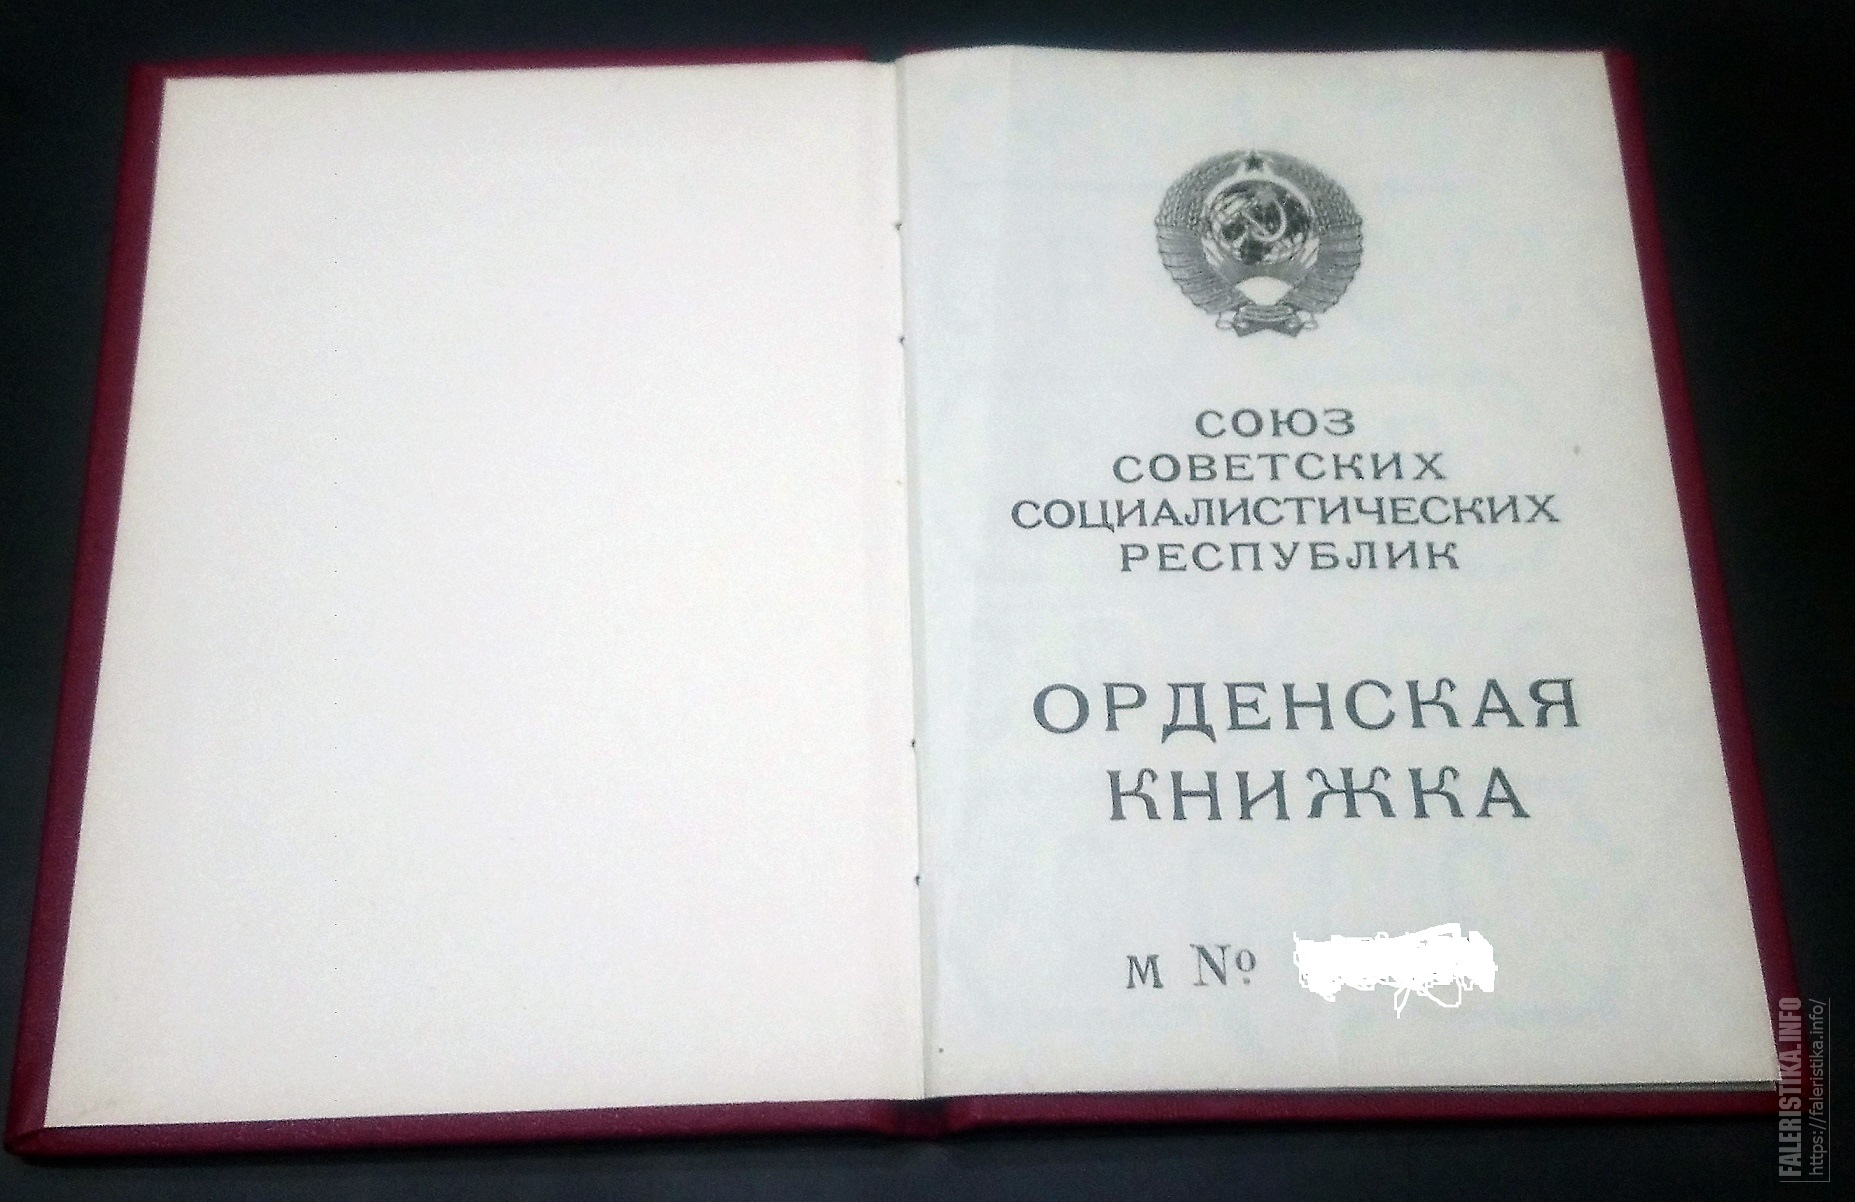 СОЮЗ
СОВЕТСКИХ
СОЦИАЛИСТИЧЕСКИХ
РЕСПУБЛИК
ОРДЕНСКАЯ
КНИЖКА
М №
FALERISTIKA.INFO
https://faleristika.info/